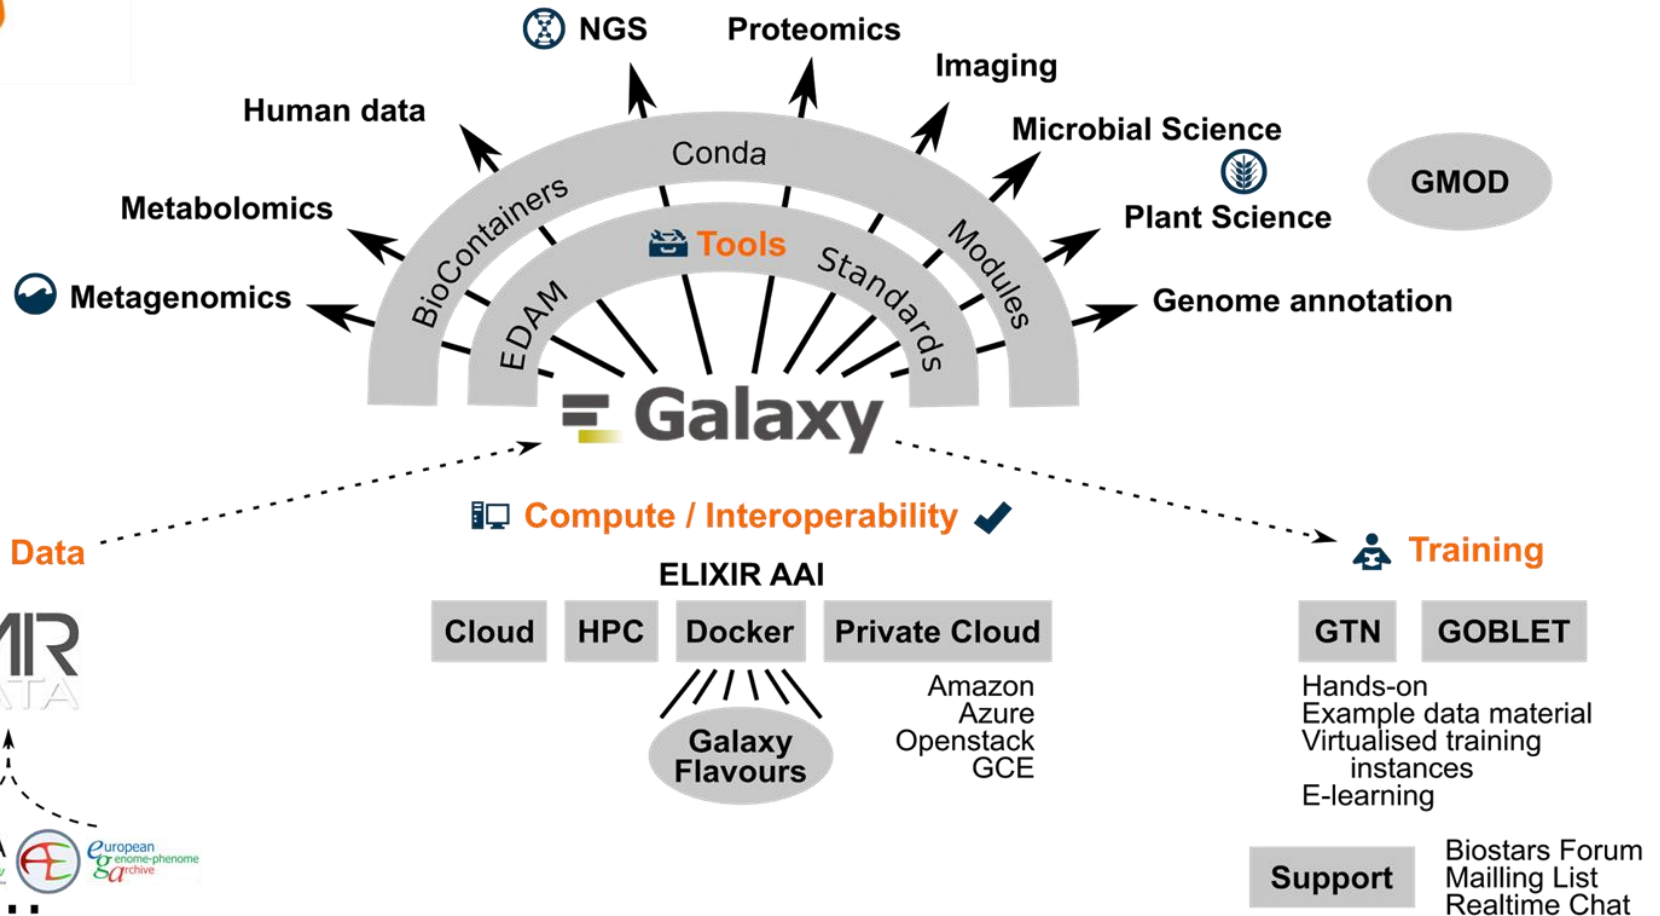 NGS
Proteomics
Imaging
Human data
Microbial Science
Conda
GMOD
BioContainers
Metabolomics
Plant Science
Tools
Modules
Standards
EDAM
Metagenomics
Genome annotation
Galaxy
Compute / Interoperability
Data
Training
ELIXIR AAI
Cloud
HPC
Docker
Private Cloud
GTN
GOBLET
Amazon
Azure
Openstack
GCE
Galaxy
Flavours
Hands-on
Example data material
Virtualised training
instances
E-learning
european
genome-phenome
archive
Support
Biostars Forum
Mailling List
Realtime Chat